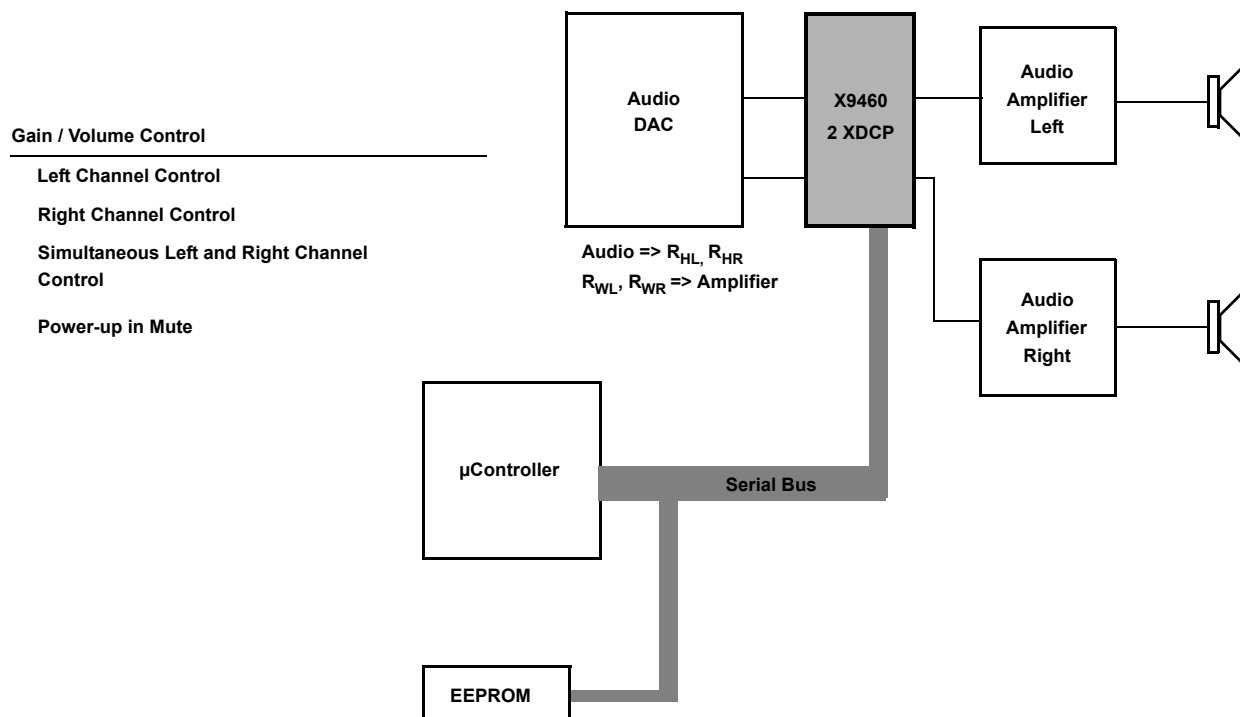 Gain / Volume Control
Left Channel Control
Right Channel Control
Simultaneous Left and Right Channel
Control
Power-up in Mute
Audio
DAC
X9460
2 XDCP
Audio
Amplifier
Left
Audio => RHL, RHR
RWL, RWR => Amplifier
Audio
Amplifier
Right
µController
Serial Bus
EEPROM